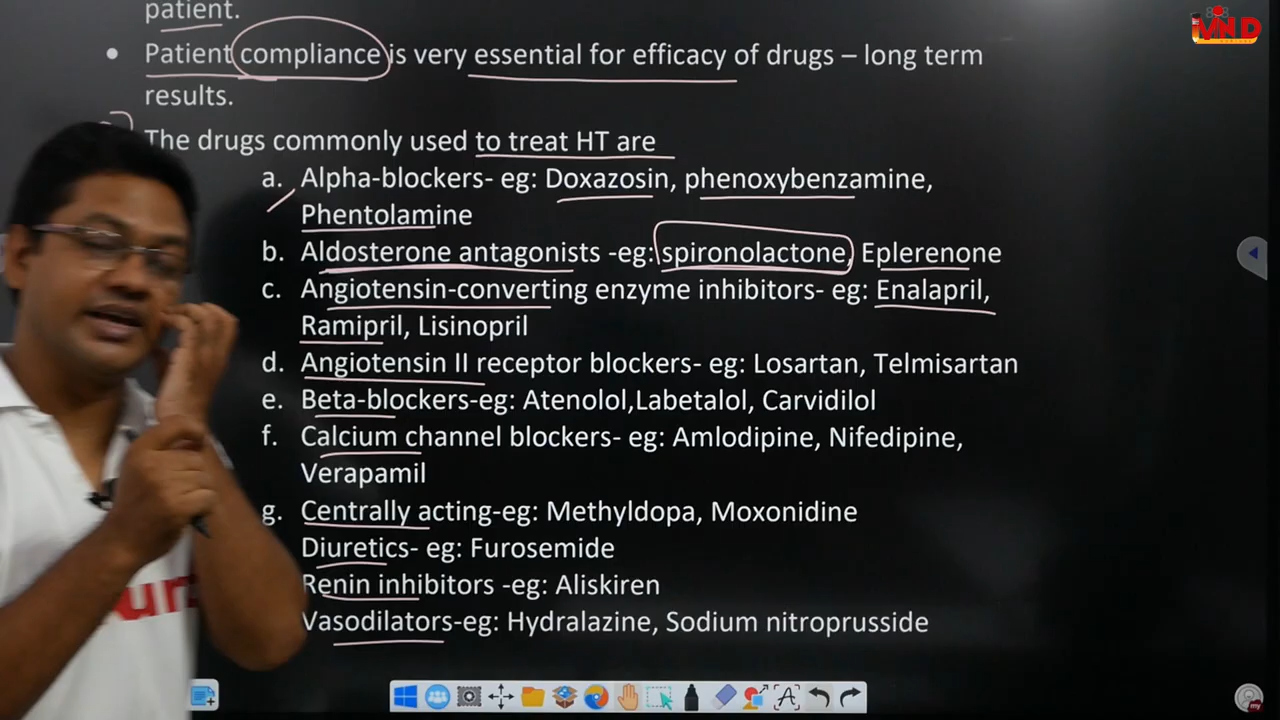 patient.
• Patient compliance is very essential for efficacy of drugs – long term
results.
The drugs commonly used to treat HT are
a. Alpha-blockers- eg: Doxazosin, phenoxybenzamine,
Phentolamine
b. Aldosterone antagonists -eg: spironolactone, Eplerenone
c. Angiotensin-converting enzyme inhibitors- eg: Enalapril,
Ramipril, Lisinopril
d. Angiotensin II receptor blockers- eg: Losartan, Telmisartan
e. Beta-blockers-eg: Atenolol,Labetalol, Carvidilol
f. Calcium channel blockers- eg: Amlodipine, Nifedipine,
Verapamil
g. Centrally acting-eg: Methyldopa, Moxonidine
Diuretics- eg: Furosemide
Renin inhibitors -eg: Aliskiren
Vasodilators-eg: Hydralazine, Sodium nitroprusside